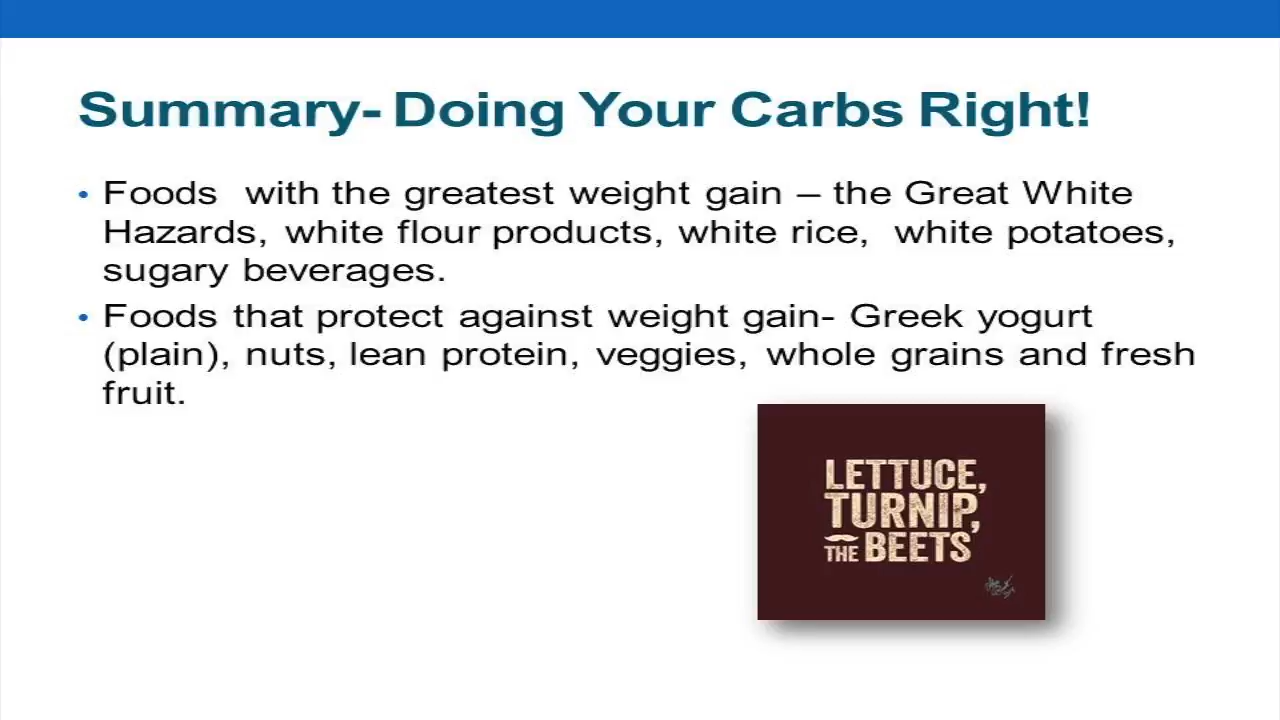 Summary- Doing Your Carbs Right!
• Foods with the greatest weight gain – the Great White
Hazards, white flour products, white rice, white potatoes,
sugary beverages.
• Foods that protect against weight gain- Greek yogurt
(plain), nuts, lean protein, veggies, whole grains and fresh
fruit.
LETTUCE,
TURNIP,
THE BEETS